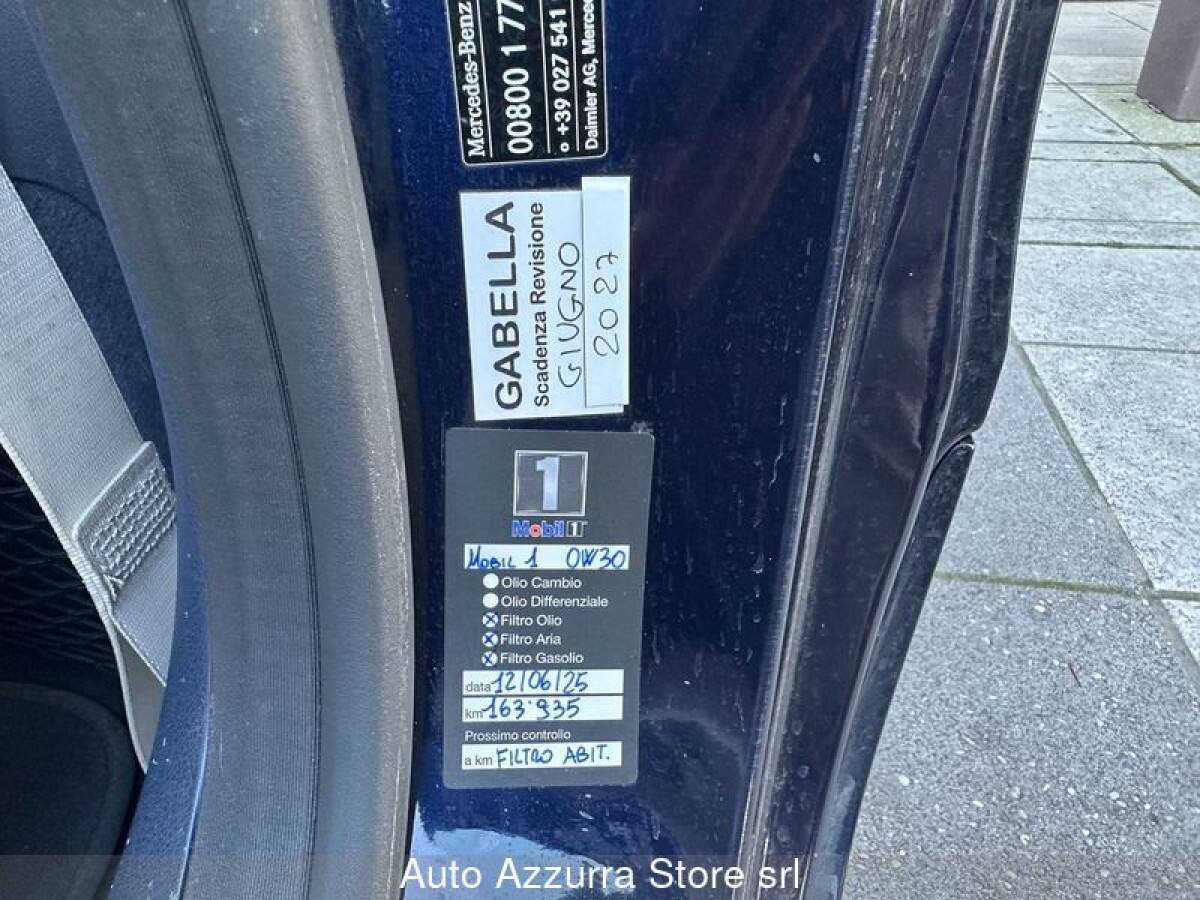 Mercedes-Benz
00800 1 77
o +39 027 541
Daimler AG, Merced
GABELLA
Scadenza Revisione
GIUGNO
2027
1
Mobil 1
MOBIL 1 0W30
Olio Cambio
Olio Differenziale
Filtro Olio
Filtro Aria
Filtro Gasolio
data 12/06/25
km 163'935
Prossimo controllo
a km FILTRO ABIT.
Auto Azzurra Store srl